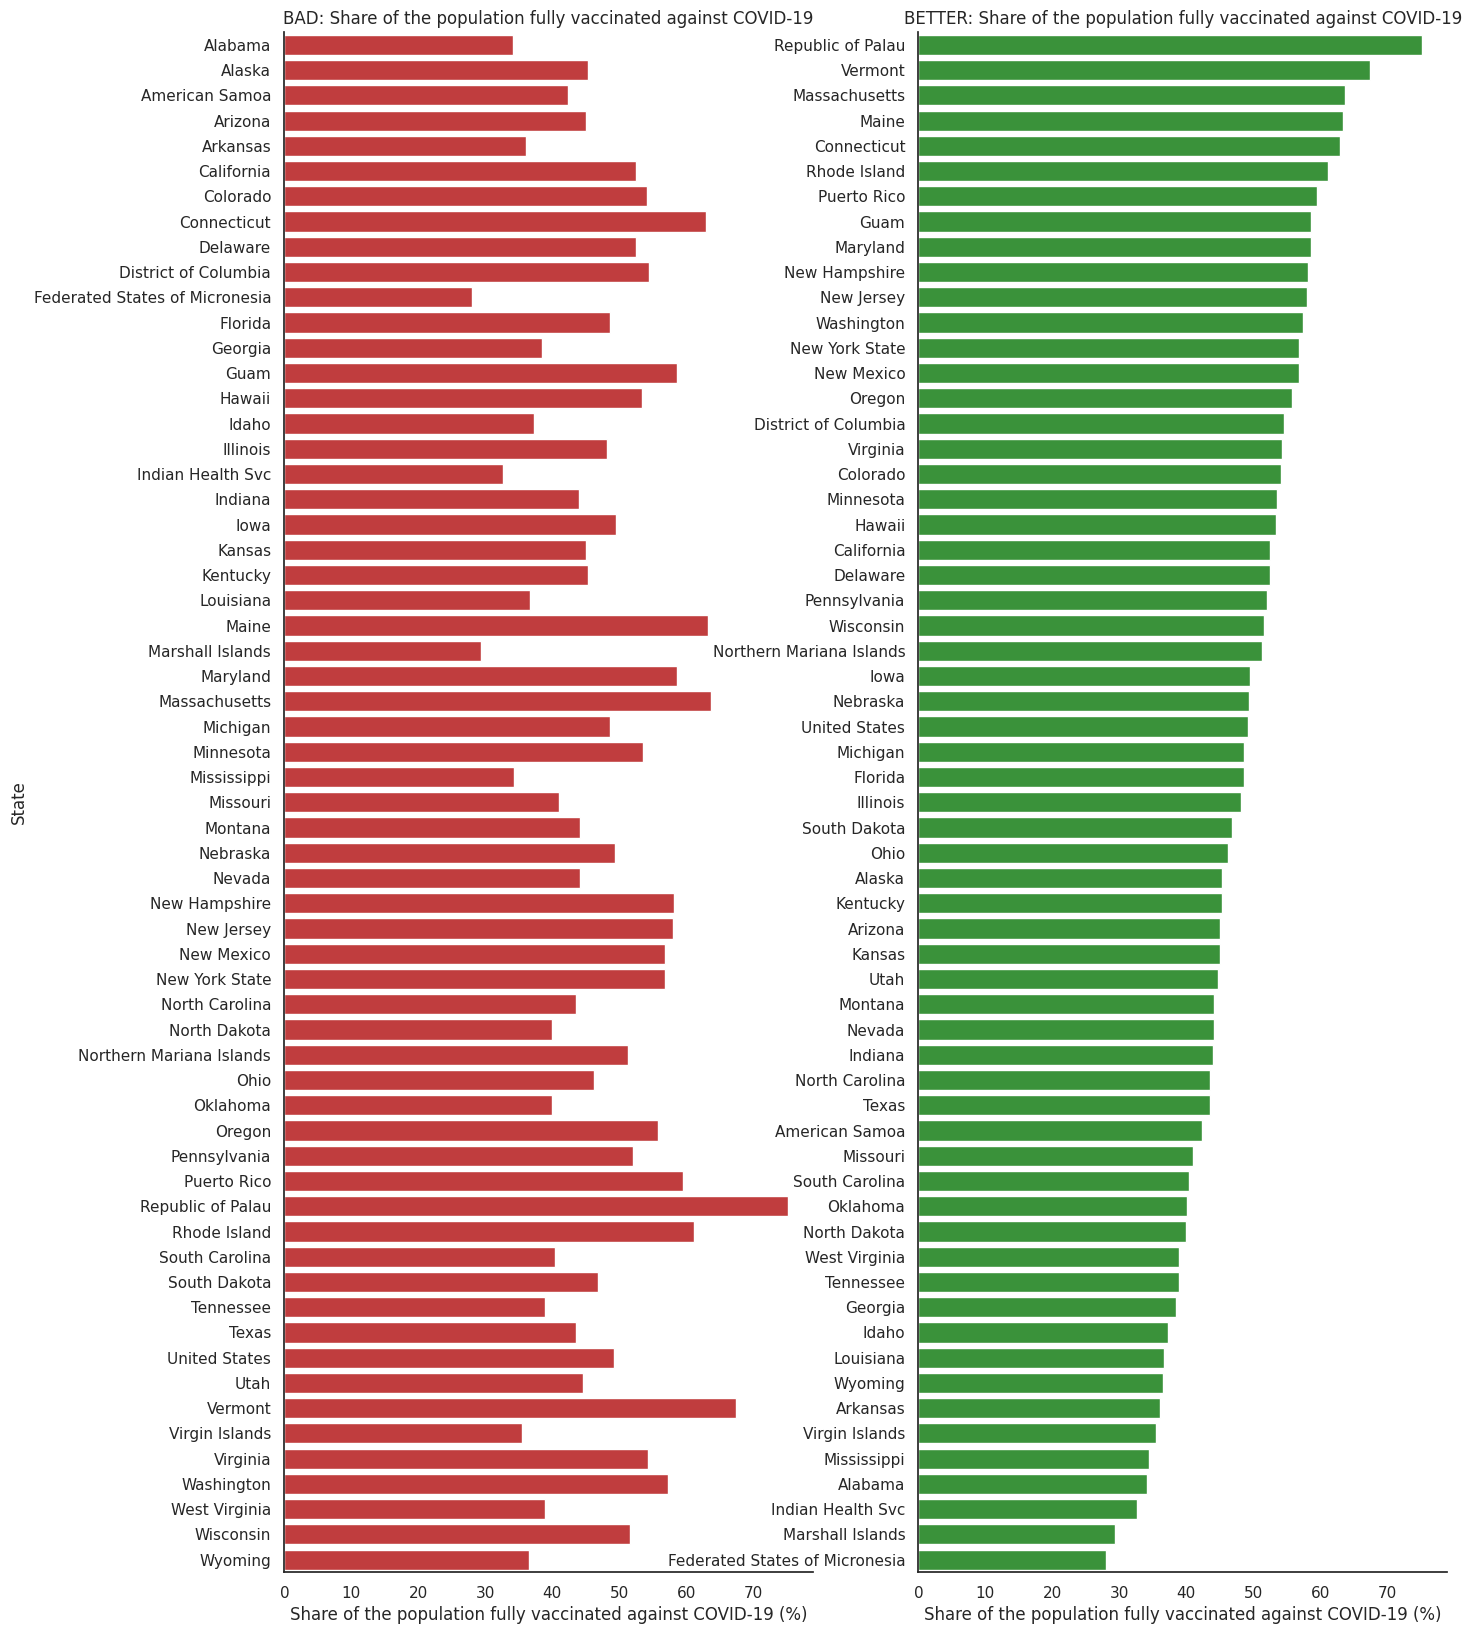 BAD: Share of the population fully vaccinated against COVID-19
Alabama
Alaska
American Samoa
Arizona
Arkansas
California
Colorado
Connecticut
Delaware
District of Columbia
Federated States of Micronesia
Florida
Georgia
Guam
Hawaii
Idaho
Illinois
Indian Health Svc
Indiana
Iowa
Kansas
Kentucky
Louisiana
Maine
Marshall Islands
Maryland
Massachusetts
Michigan
Minnesota
Mississippi
Missouri
Montana
Nebraska
Nevada
New Hampshire
New Jersey
New Mexico
New York State
North Carolina
North Dakota
Northern Mariana Islands
Ohio
Oklahoma
Oregon
Pennsylvania
Puerto Rico
Republic of Palau
Rhode Island
South Carolina
South Dakota
Tennessee
Texas
United States
Utah
Vermont
Virgin Islands
Virginia
Washington
West Virginia
Wisconsin
Wyoming
State
0 10 20 30 40 50 60 70
Share of the population fully vaccinated against COVID-19 (%)
BETTER: Share of the population fully vaccinated against COVID-19
Republic of Palau
Vermont
Massachusetts
Maine
Connecticut
Rhode Island
Puerto Rico
Guam
Maryland
New Hampshire
New Jersey
Washington
New York State
New Mexico
Oregon
District of Columbia
Virginia
Colorado
Minnesota
Hawaii
California
Delaware
Pennsylvania
Wisconsin
Northern Mariana Islands
Iowa
Nebraska
United States
Michigan
Florida
Illinois
South Dakota
Ohio
Alaska
Kentucky
Arizona
Kansas
Utah
Montana
Nevada
Indiana
North Carolina
Texas
American Samoa
Missouri
South Carolina
Oklahoma
North Dakota
West Virginia
Tennessee
Georgia
Idaho
Louisiana
Wyoming
Arkansas
Virgin Islands
Mississippi
Alabama
Indian Health Svc
Marshall Islands
Federated States of Micronesia
0 10 20 30 40 50 60 70
Share of the population fully vaccinated against COVID-19 (%)